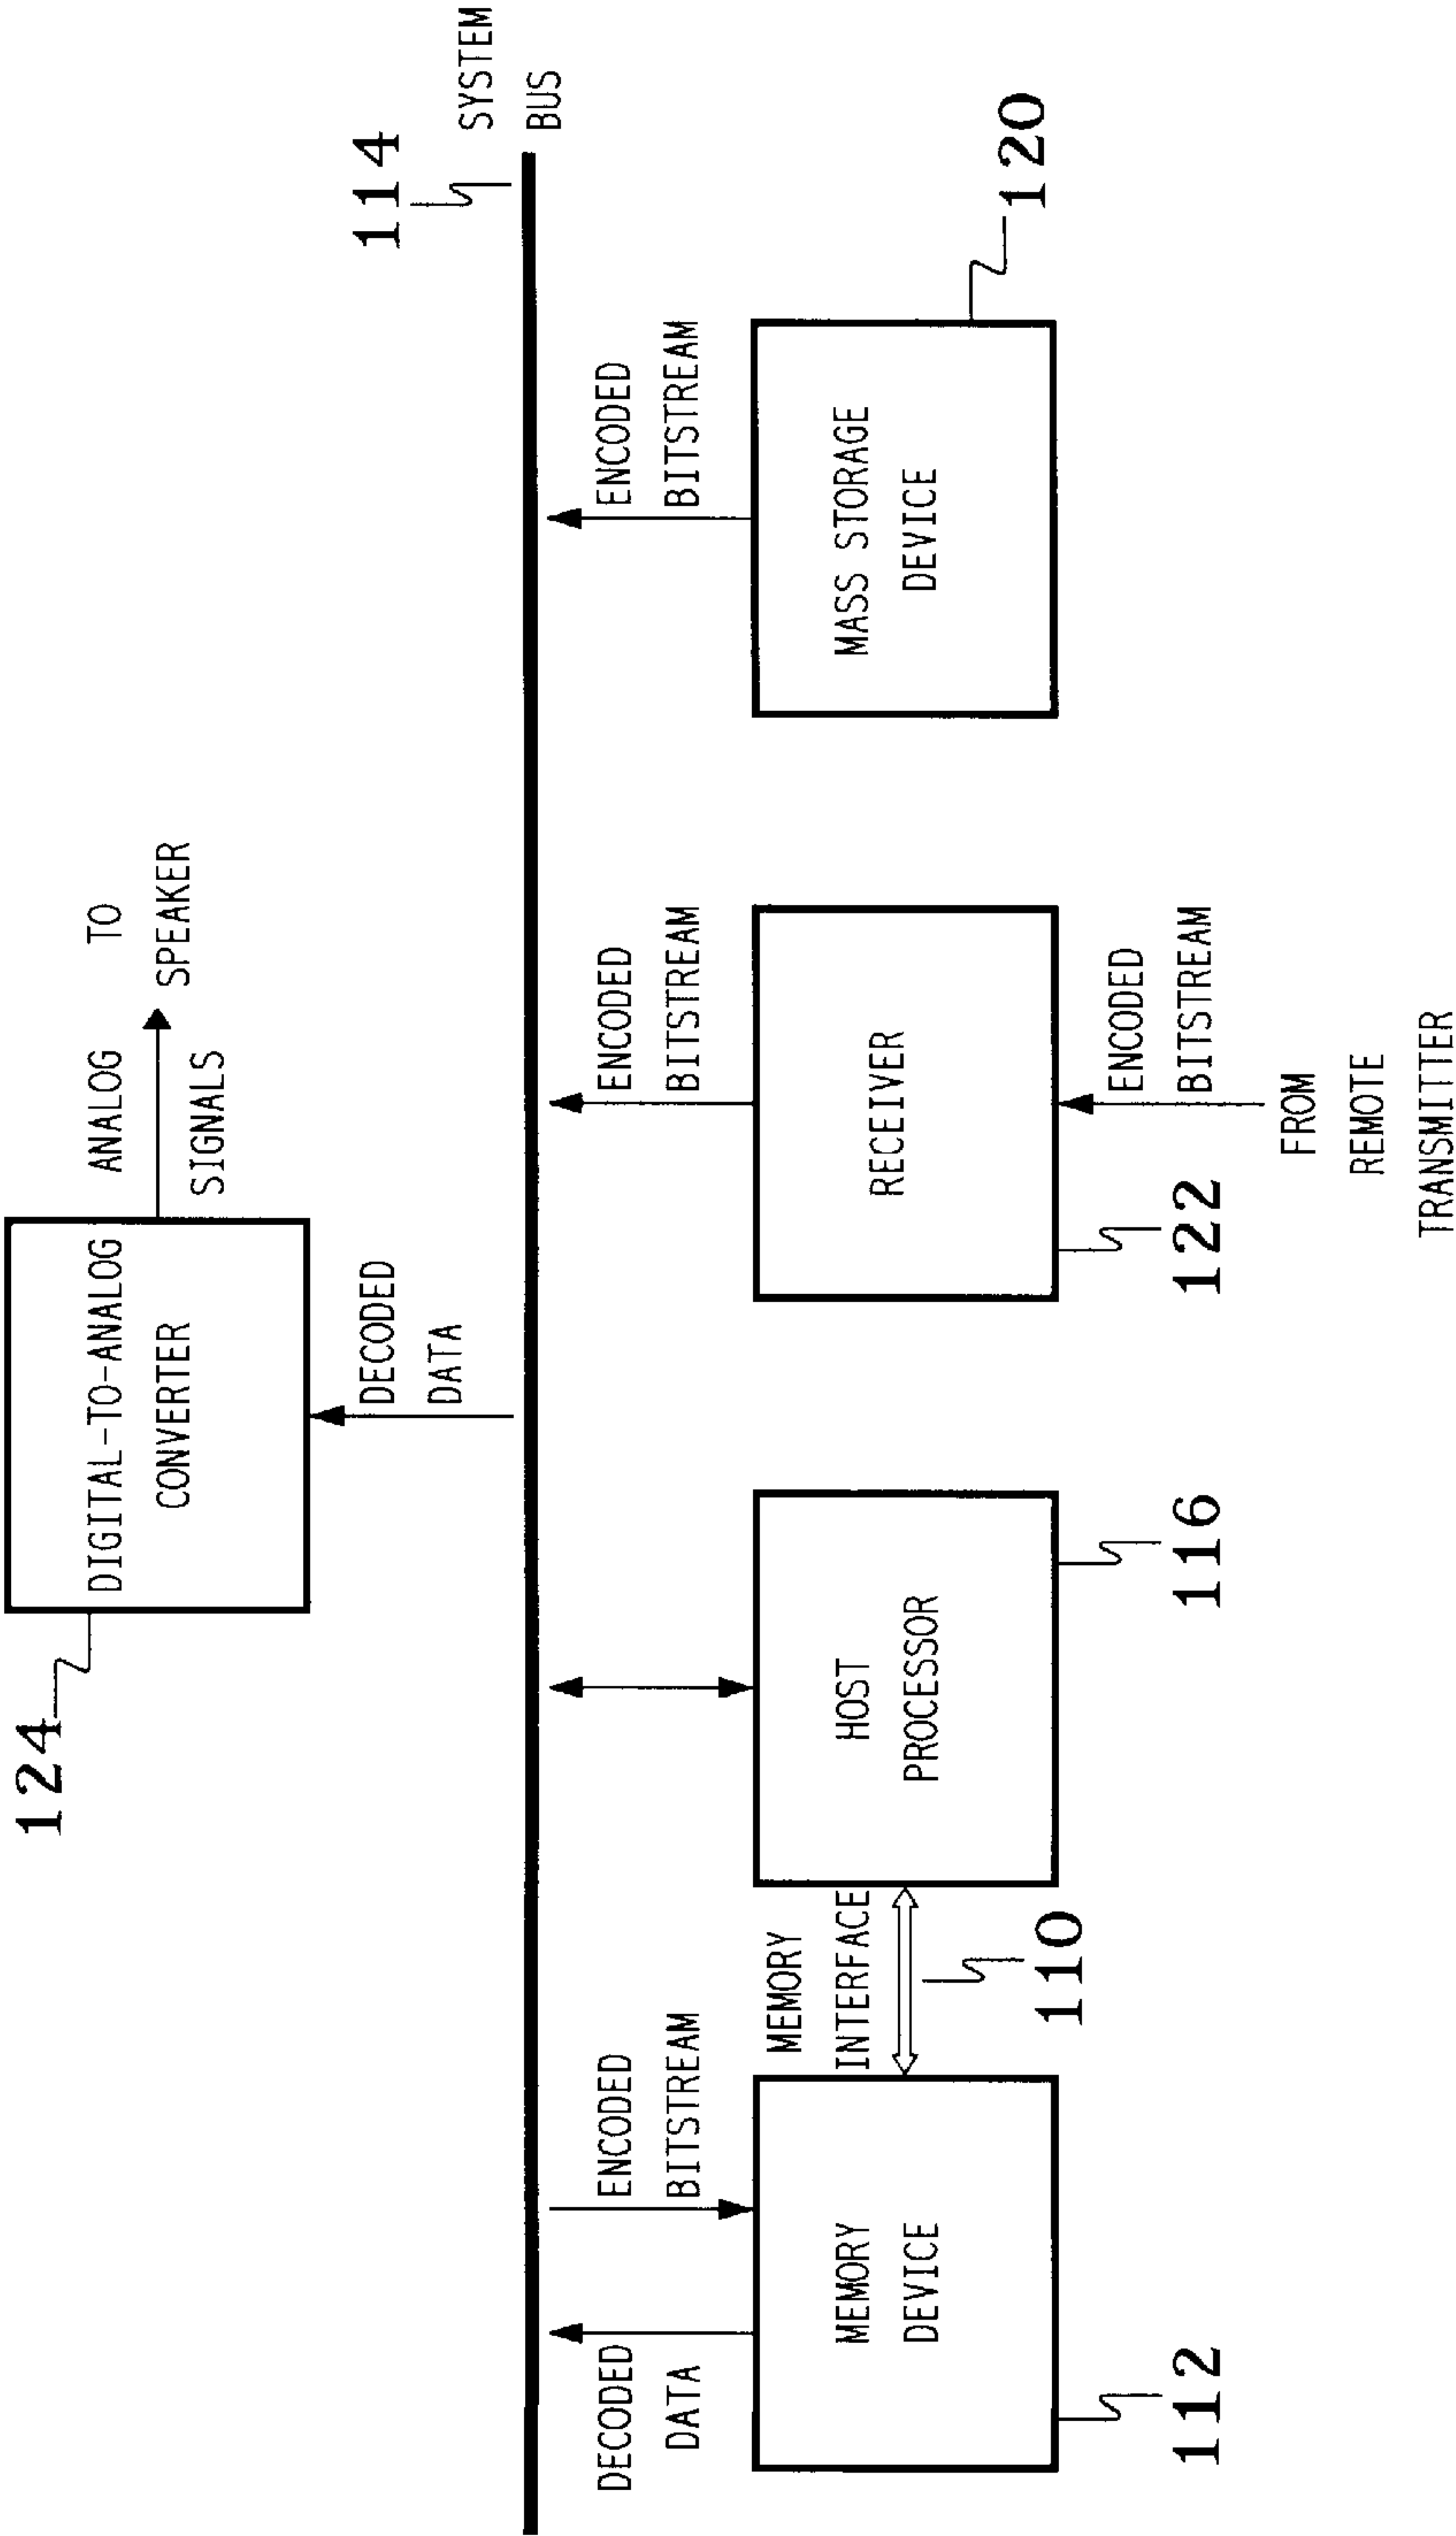 124
DIGITAL-TO-ANALOG
CONVERTER
ANALOG
SIGNALS
TO
SPEAKER
DECODED
DATA
114
SYSTEM
BUS
DECODED
DATA
ENCODED
BITSTREAM
ENCODED
BITSTREAM
ENCODED
BITSTREAM
MEMORY
DEVICE
112
MEMORY
INTERFACE
110
HOST
PROCESSOR
116
RECEIVER
122
ENCODED
BITSTREAM
FROM
REMOTE
TRANSMITTER
MASS STORAGE
DEVICE
120